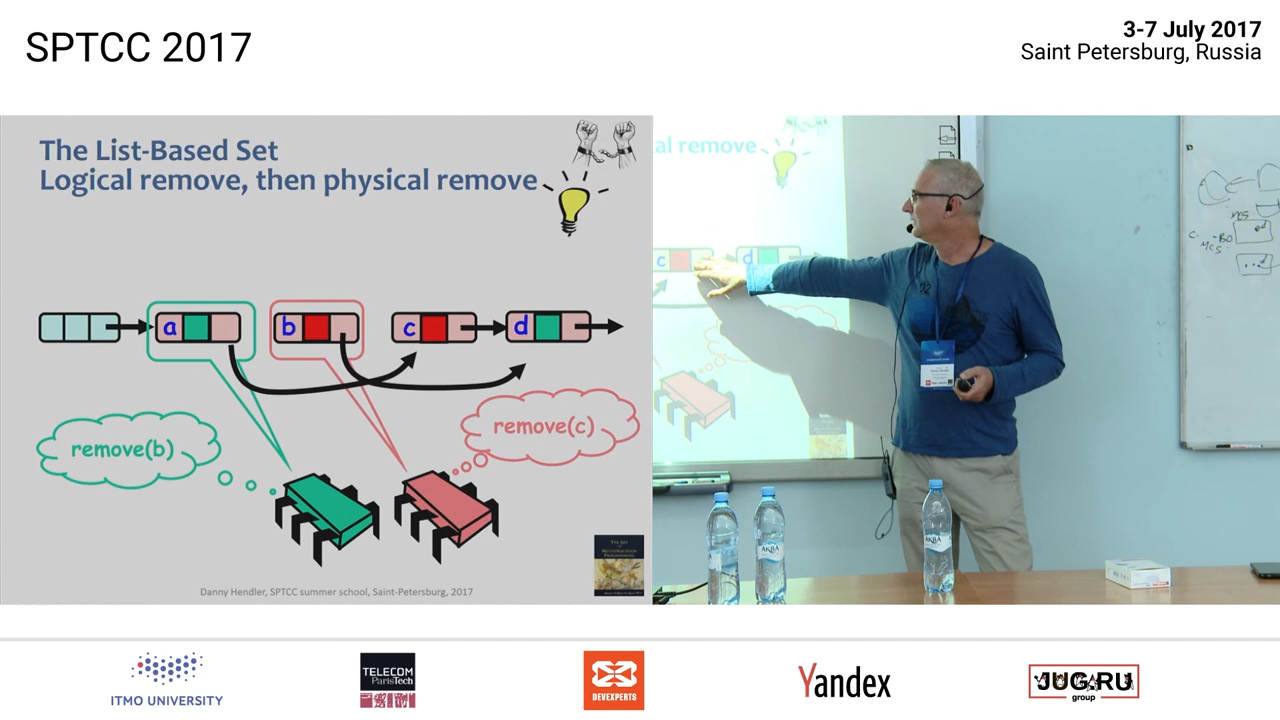 SPTCC 2017
3-7 July 2017
Saint Petersburg, Russia
The List-Based Set
Logical remove, then physical remove
a
b
c
d
remove(b)
remove(c)
Danny Hendler, SPTCC summer school, Saint-Petersburg, 2017
al remove
c
d
AKBA
ITMO UNIVERSITY
TELECOM
ParisTech
DEVEXPERTS
Yandex
JUG.RU
group